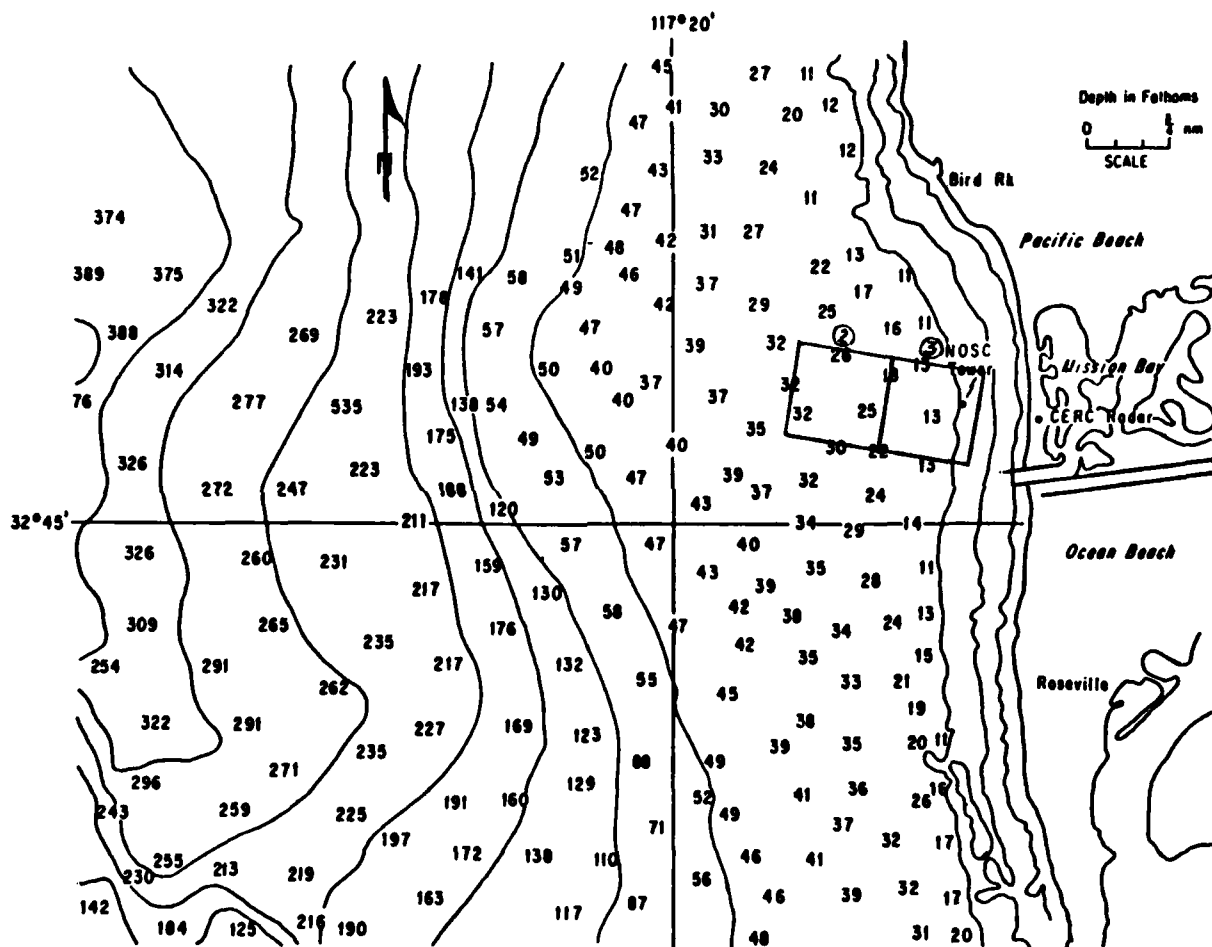 117° 20'
45 27 11
Depth in Fathoms
41 30 20 12
0 nm
47
SCALE
12
43 33 24
52
Bird Rk
11
47
374
31 27
42 48
Pacific Beach
51 13
389 375 141 58 46 22 11
37
49 17
178
322 42 29
223 25
388 57 47 16 11
269
2
39 32 3 NOSC
26 Tower
314 193 50 40 13 Mission Bay
37 32
76 277 535 138 54 40 37
32 25 13 CERC Radar
35
175 49
40
30 22
326 50 13
223 53 47 39 32
272 247 37 24
120 43
32°45' 211 34 29 14
57 47 40
326 260 231 159 35 11
217 43 39 28
130
58 42 38 13
309 265 176 47 24
235 34
42
254 291 217 132 35 15
262 55 45 33 21 Roseville
322 291 227 169 123 38 19
235 39 35 20 11
271 49
296 129
191 160 52 41 36
243 259 225 49 26
71 37
197 32 17
255 213 172 138 110 46 41
230 219 56
163 87 46 39 32 17
142 216 190 117
184 125 48 31 20
Ocean Beach